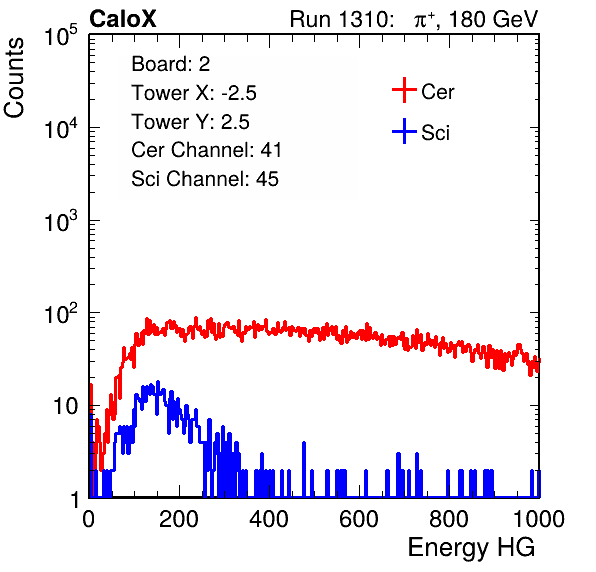 CaloX Run 1310: π⁺, 180 GeV
Counts
10⁵
10⁴
10³
10²
10
1
Board: 2
Tower X: -2.5
Tower Y: 2.5
Cer Channel: 41
Sci Channel: 45
Cer
Sci
0 200 400 600 800 1000
Energy HG